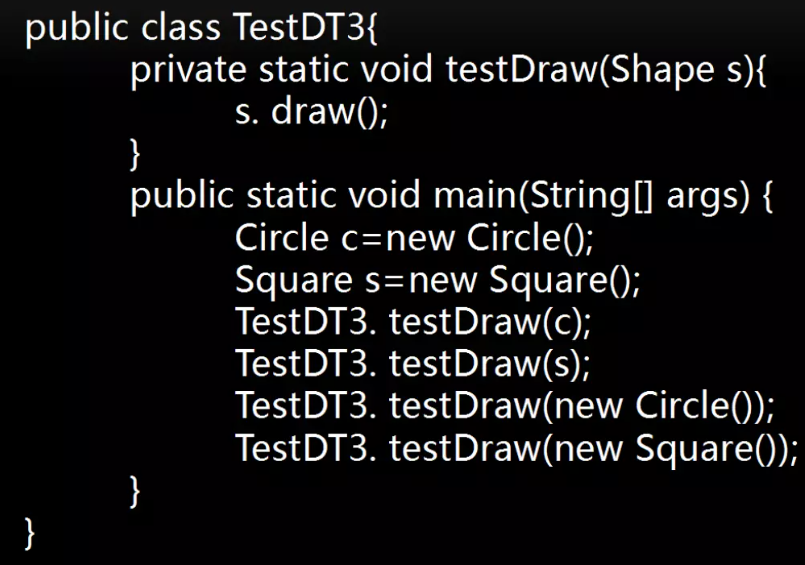 public class TestDT3{
private static void testDraw(Shape s){
s. draw();
}
public static void main(String[] args) {
Circle c=new Circle();
Square s=new Square();
TestDT3. testDraw(c);
TestDT3. testDraw(s);
TestDT3. testDraw(new Circle());
TestDT3. testDraw(new Square());
}
}